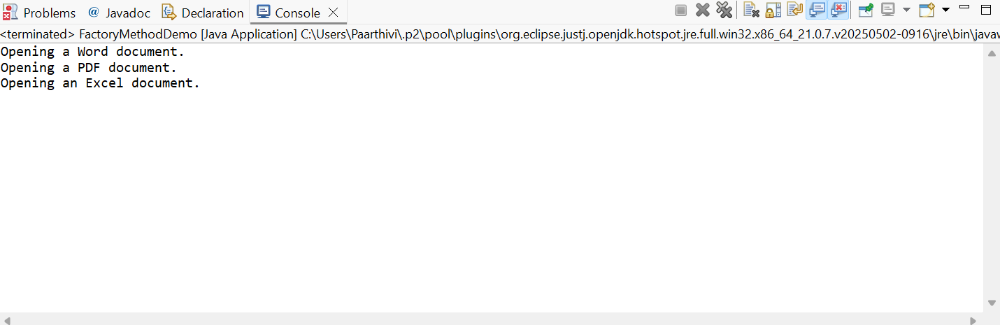 Problems @ Javadoc Declaration Console
<terminated> FactoryMethodDemo [Java Application] C:\Users\Paarthivi\.p2\pool\plugins\org.eclipse.justj.openjdk.hotspot.jre.full.win32.x86_64_21.0.7.v20250502-0916\jre\bin\javaw
Opening a Word document.
Opening a PDF document.
Opening an Excel document.